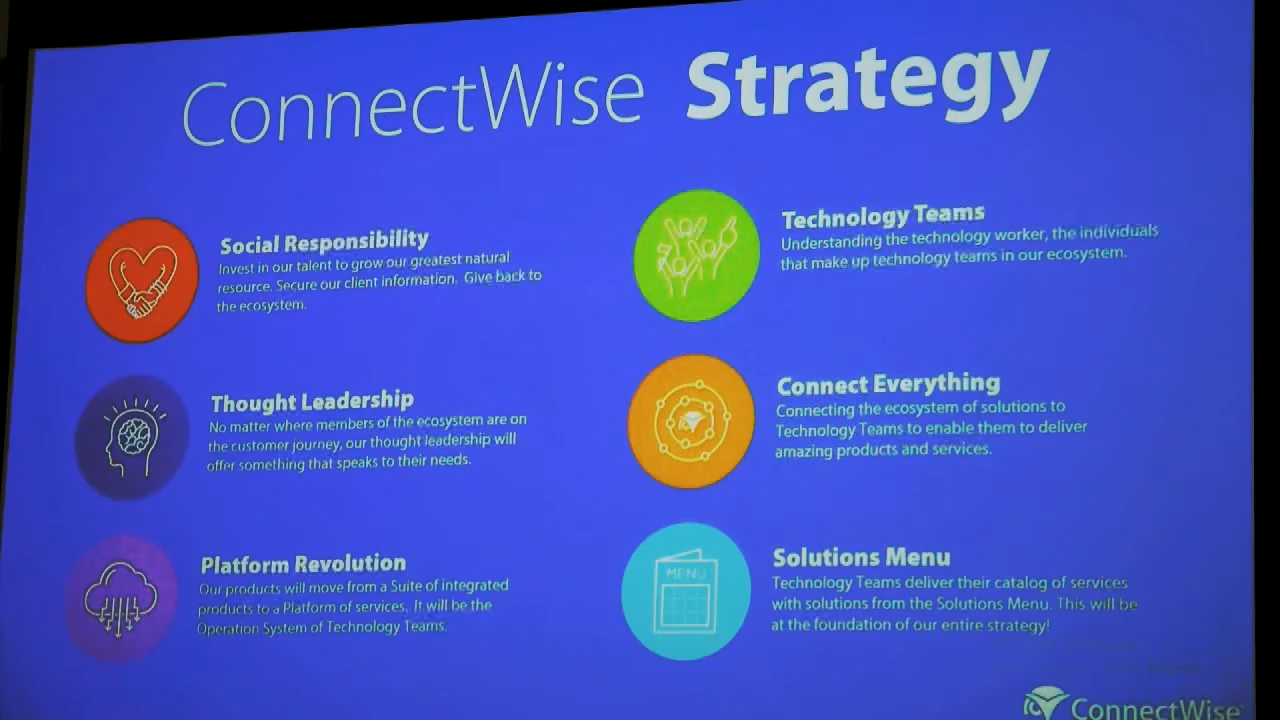 ConnectWise Strategy
Social Responsibility
Invest in our talent to grow our greatest natural
resource. Secure our client information. Give back to
the ecosystem.
Thought Leadership
No matter where members of the ecosystem are on
the customer journey, our thought leadership will
offer something that speaks to their needs.
Platform Revolution
Our products will move from a Suite of integrated
products to a Platform of services. It will be the
Operation System of Technology Teams.
Technology Teams
Understanding the technology worker, the individuals
that make up technology teams in our ecosystem.
Connect Everything
Connecting the ecosystem of solutions to
Technology Teams to enable them to deliver
amazing products and services.
MENU
Solutions Menu
Technology Teams deliver their catalog of services
with solutions from the Solutions Menu. This will be
at the foundation of our entire strategy!
ConnectWise